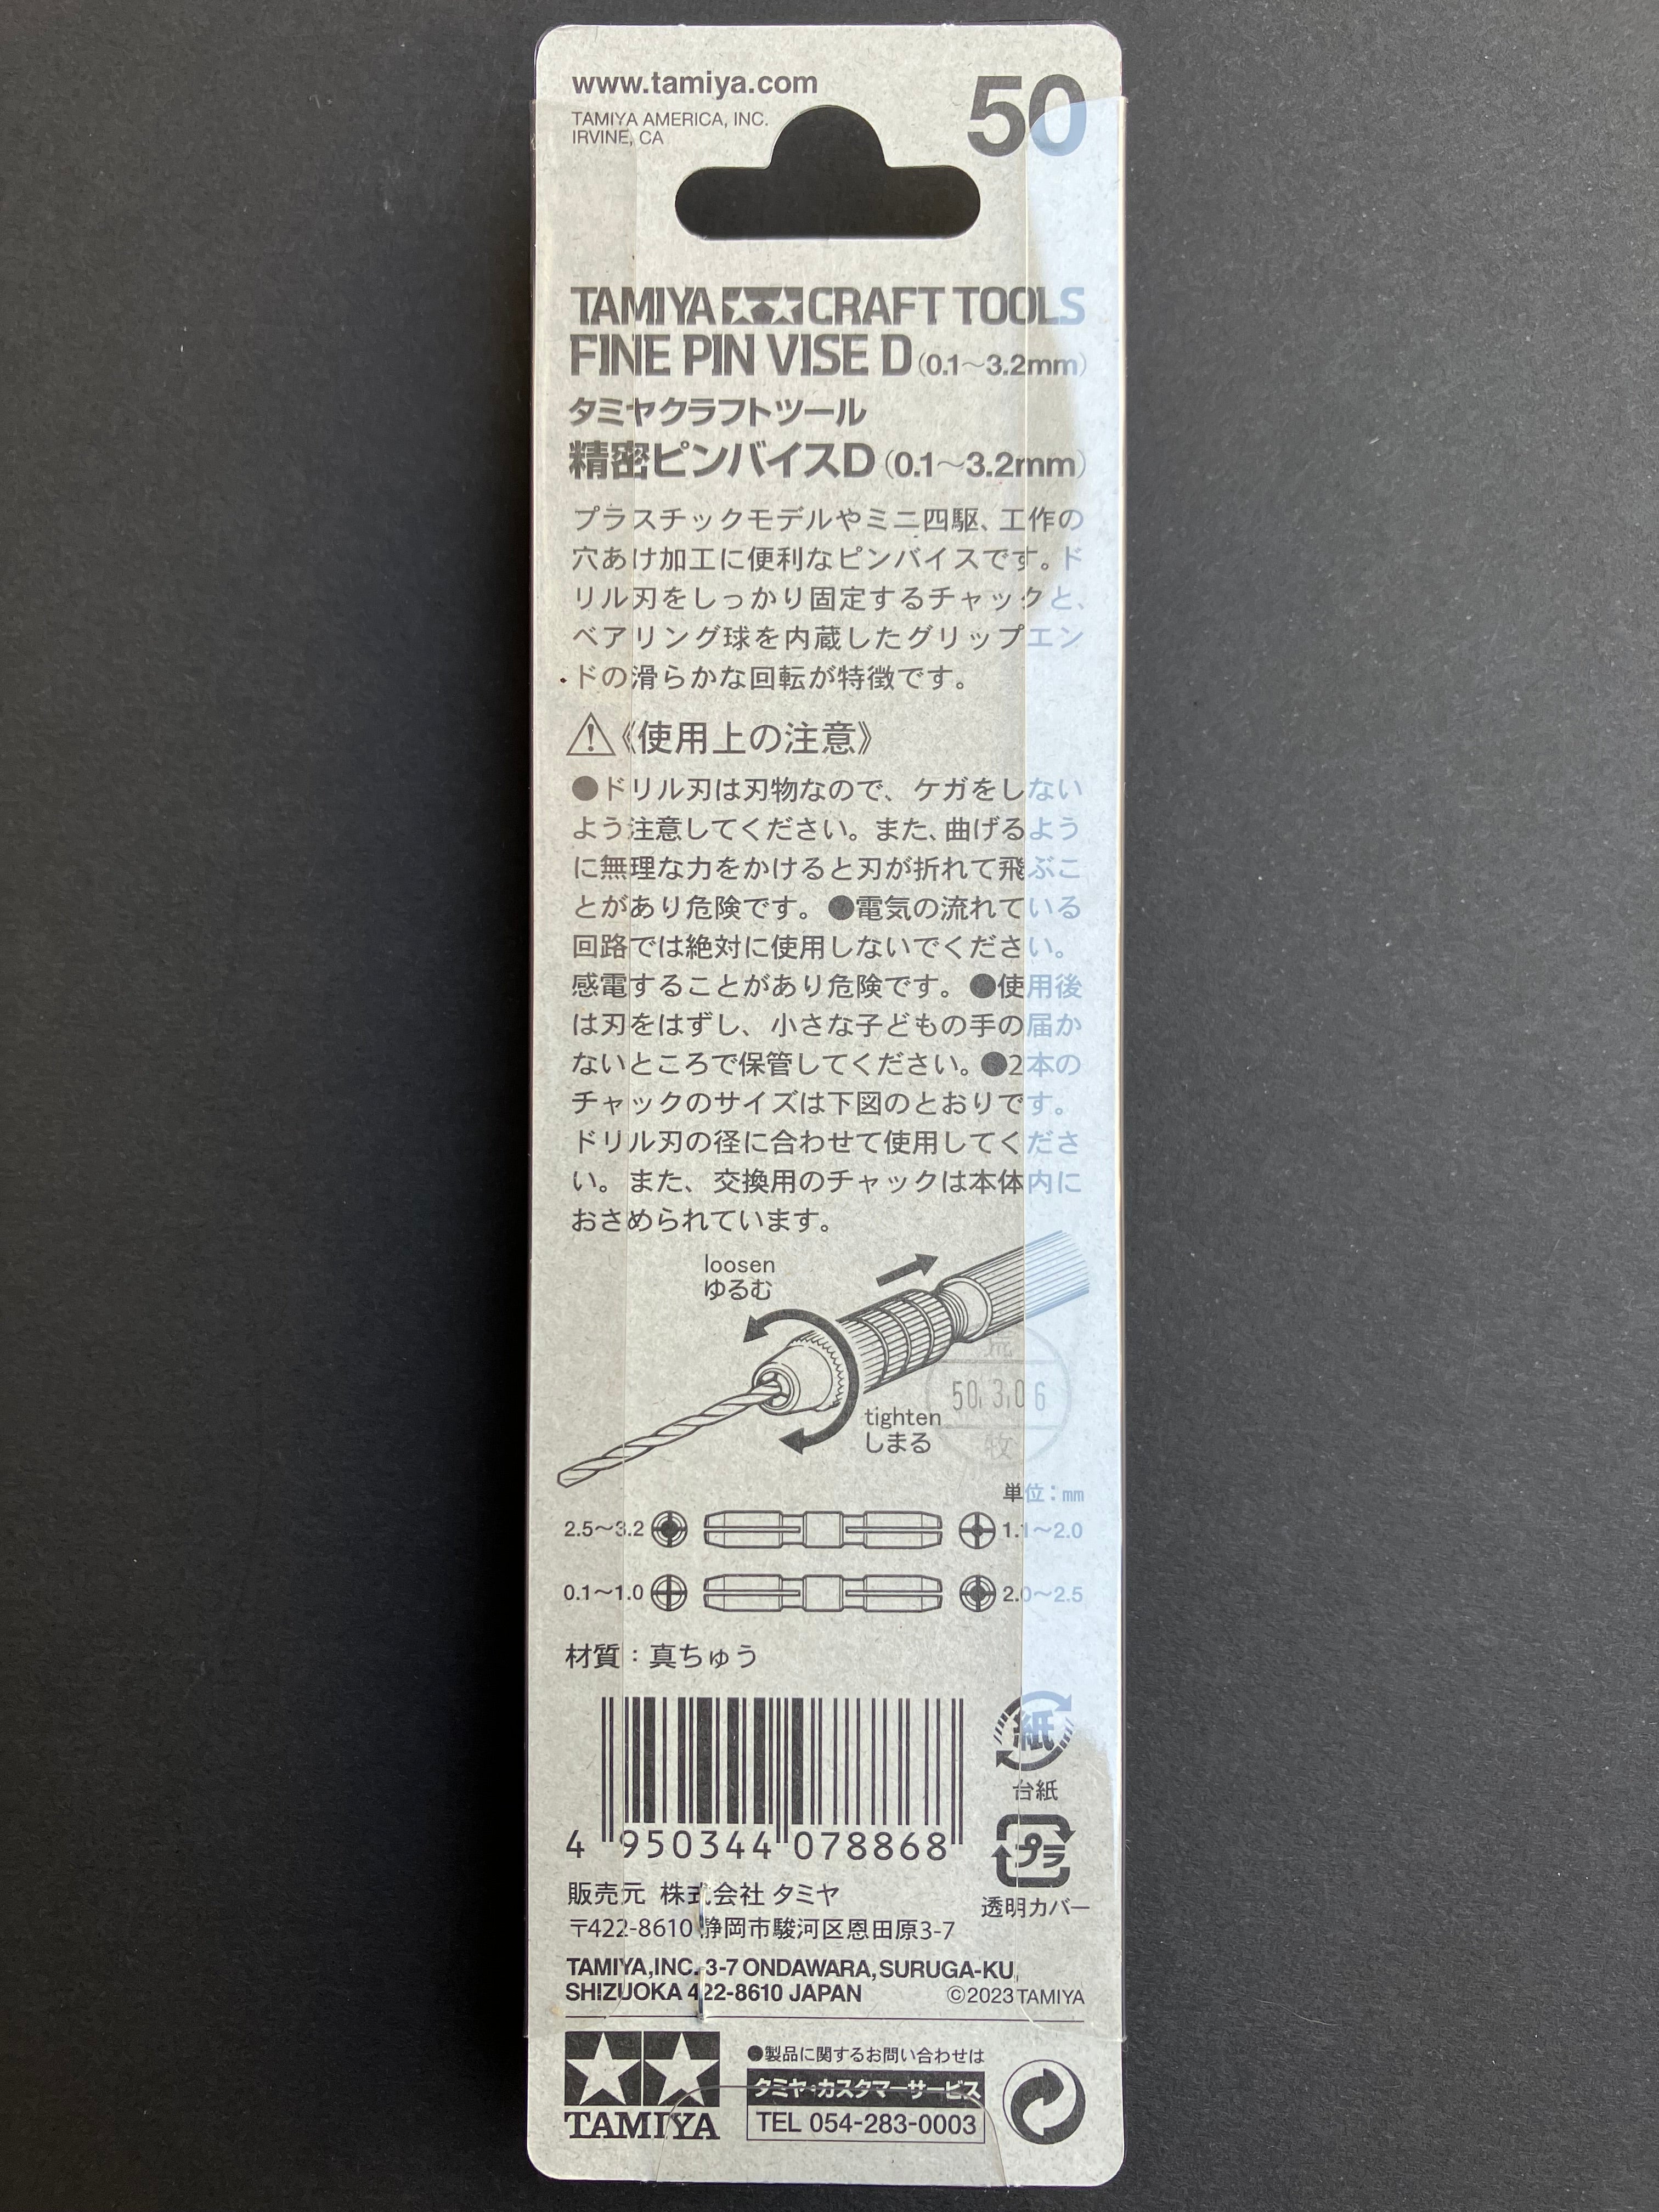 www.tamiya.com
50
TAMIYA AMERICA, INC.
IRVINE, CA
TAMIYA CRAFT TOOLS
FINE PIN VISE D (0.1〜3.2mm)
タミヤクラフトツール
精密ピンバイスD (0.1〜3.2mm)
プラスチックモデルやミニ四駆、工作の
穴あけ加工に便利なピンバイスです。ド
リル刃をしっかり固定するチャックと、
ベアリング球を内蔵したグリップエン
ドの滑らかな回転が特徴です。
《使用上の注意》
●ドリル刃は刃物なので、ケガをしない
よう注意してください。また、曲げるよう
に無理な力をかけると刃が折れて飛ぶこ
とがあり危険です。●電気の流れている
回路では絶対に使用しないでください。
感電することがあり危険です。●使用後
は刃をはずし、小さな子どもの手の届か
ないところで保管してください。●2本の
チャックのサイズは下図のとおりです。
ドリル刃の径に合わせて使用してくださ
い。また、交換用のチャックは本体内に
おさめられています。
loosen
ゆるむ
tighten
しまる
荒
50.3.06
牧
単位：mm
2.5〜3.2 1.1〜2.0
0.1〜1.0 2.0〜2.5
材質：真ちゅう
紙
台紙
プラ
透明カバー
4 950344 078868
販売元 株式会社 タミヤ
〒422-8610 静岡市駿河区恩田原3-7
TAMIYA,INC. 3-7 ONDAWARA, SURUGA-KU,
SHIZUOKA 422-8610 JAPAN ©2023 TAMIYA
TAMIYA
●製品に関するお問い合わせは
タミヤ・カスタマーサービス
TEL 054-283-0003